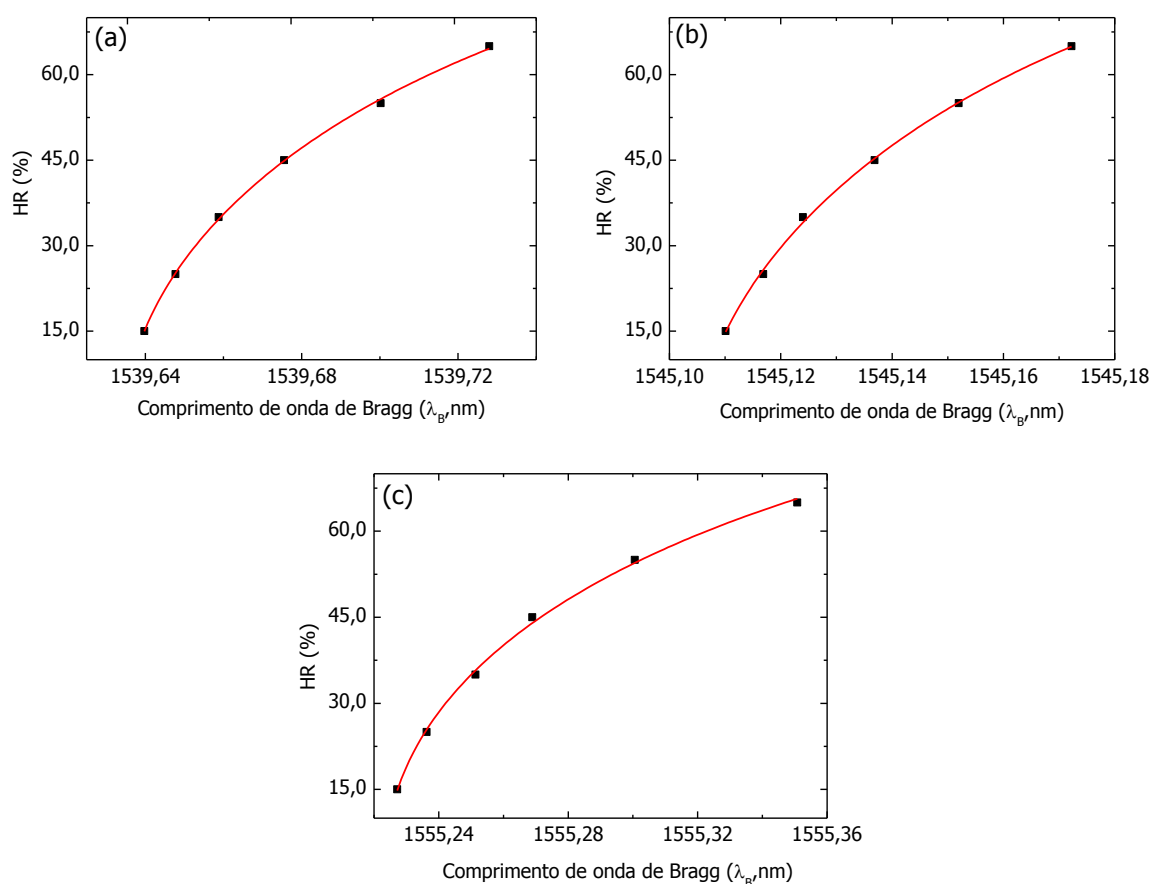 (a)
HR (%)
60,0
45,0
30,0
15,0
1539,64
1539,68
1539,72
Comprimento de onda de Bragg (λB,nm)
(b)
HR (%)
60,0
45,0
30,0
15,0
1545,10
1545,12
1545,14
1545,16
1545,18
Comprimento de onda de Bragg (λB,nm)
(c)
HR (%)
60,0
45,0
30,0
15,0
1555,24
1555,28
1555,32
1555,36
Comprimento de onda de Bragg (λB,nm)